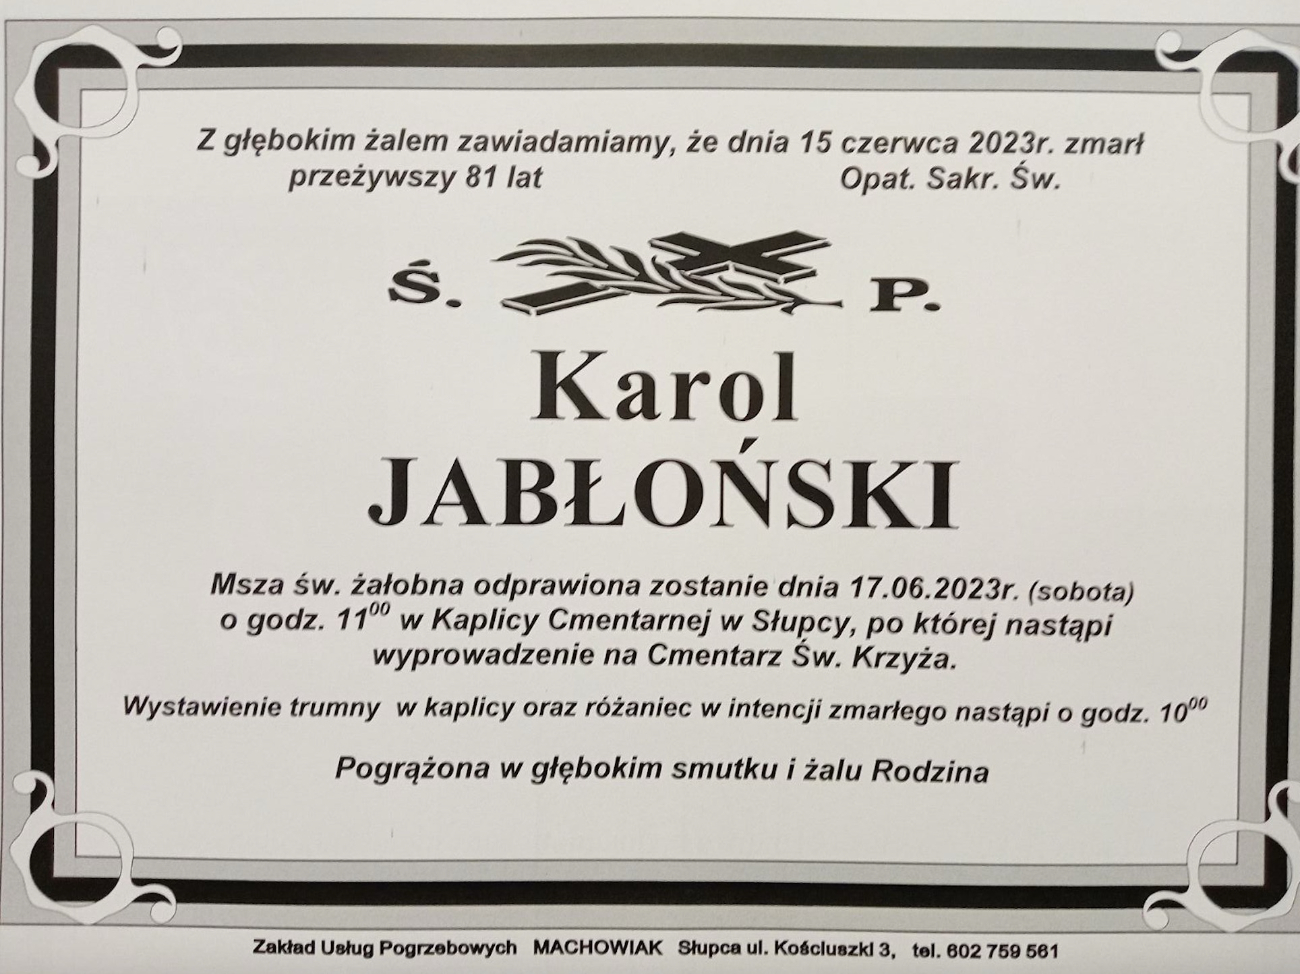 Z głębokim żalem zawiadamiamy, że dnia 15 czerwca 2023r. zmarł
przeżywszy 81 lat Opat. Sakr. Św.
Ś. P.
Karol
JABŁOŃSKI
Msza św. żałobna odprawiona zostanie dnia 17.06.2023r. (sobota)
o godz. 11⁰⁰ w Kaplicy Cmentarnej w Słupcy, po której nastąpi
wyprowadzenie na Cmentarz Św. Krzyża.
Wystawienie trumny w kaplicy oraz różaniec w intencji zmarłego nastąpi o godz. 10⁰⁰
Pogrążona w głębokim smutku i żalu Rodzina
Zakład Usług Pogrzebowych MACHOWIAK Słupca ul. Kościuszki 3, tel. 602 759 561